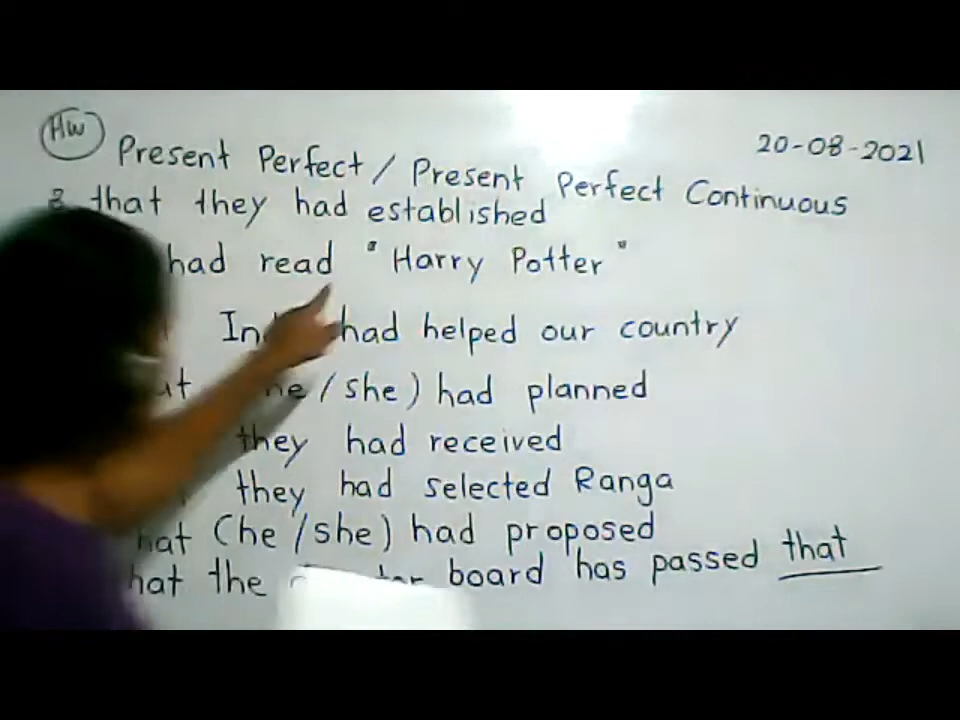 HW
20-08-2021
Present Perfect / Present Perfect Continuous
that they had established
had read "Harry Potter"
had helped our country
/ she) had planned
they had received
they had selected Ranga
(he / she) had proposed
the board has passed that